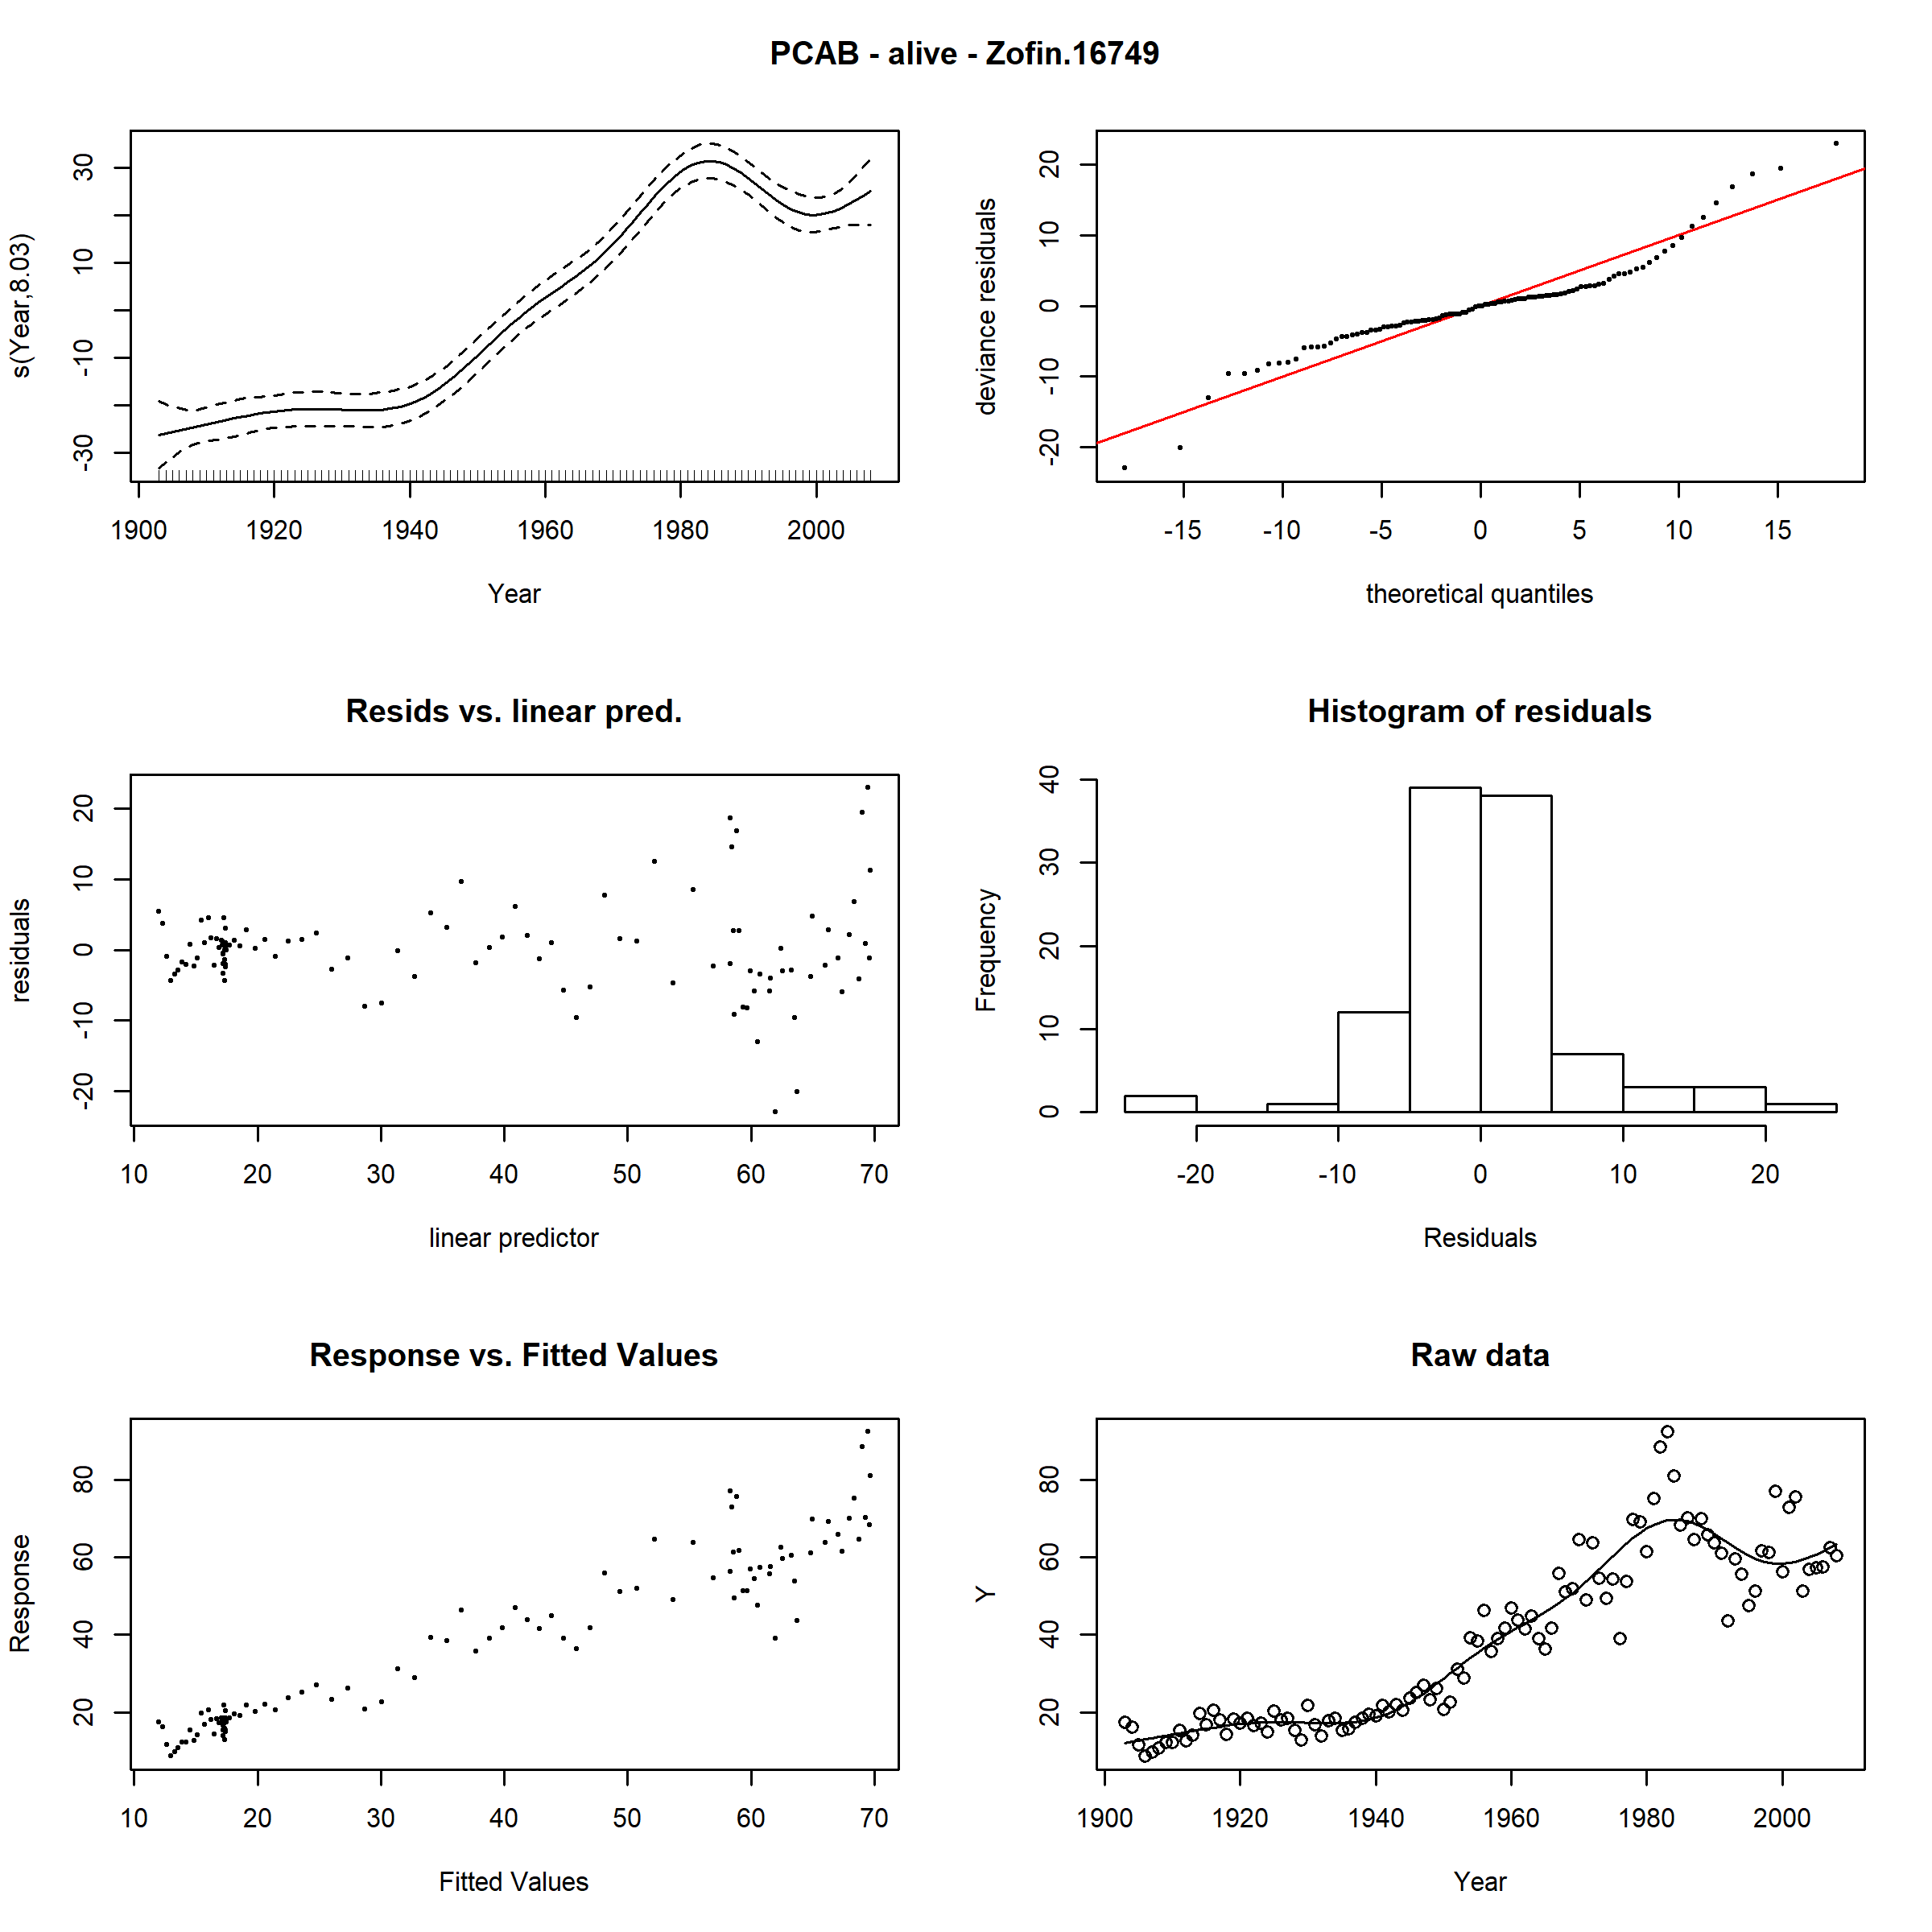 PCAB - alive - Zofin.16749
s(Year,8.03)
30
10
-10
-30
1900 1920 1940 1960 1980 2000
Year
deviance residuals
20
10
0
-10
-20
-15 -10 -5 0 5 10 15
theoretical quantiles
Resids vs. linear pred.
residuals
20
10
0
-10
-20
10 20 30 40 50 60 70
linear predictor
Histogram of residuals
Frequency
40
30
20
10
0
-20 -10 0 10 20
Residuals
Response vs. Fitted Values
Response
80
60
40
20
10 20 30 40 50 60 70
Fitted Values
Raw data
Y
80
60
40
20
1900 1920 1940 1960 1980 2000
Year